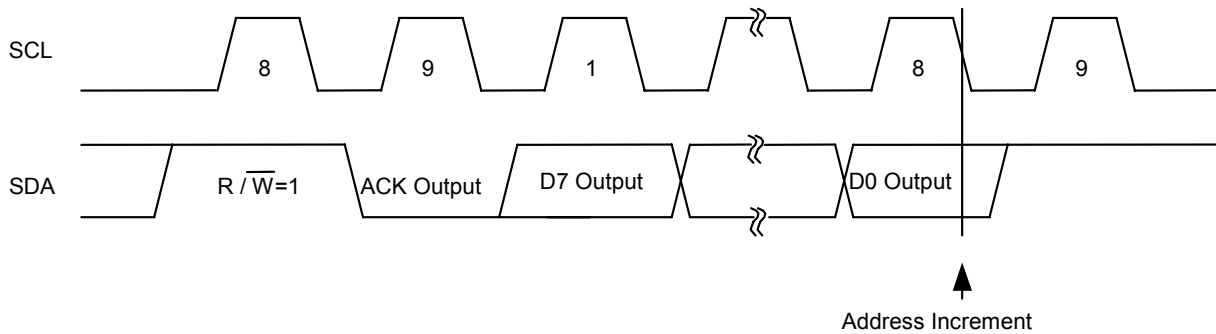 SCL
8
9
1
8
9
SDA
R / W=1
ACK Output
D7 Output
D0 Output
Address Increment